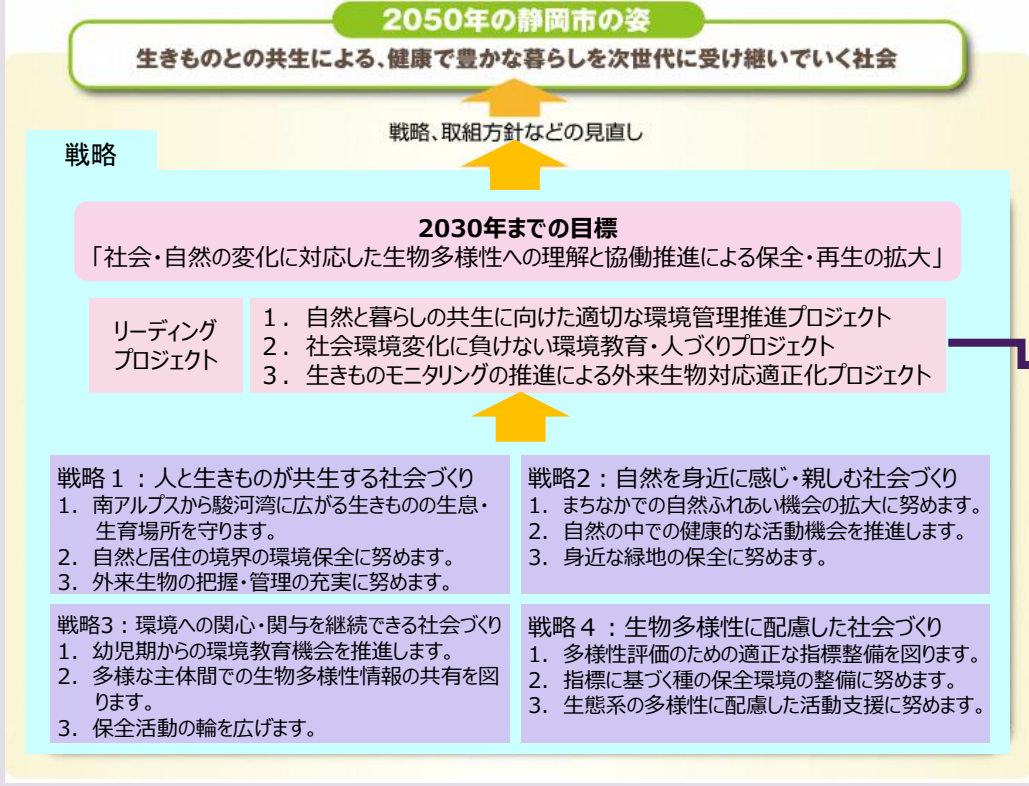 2050年の静岡市の姿
生きものとの共生による、健康で豊かな暮らしを次世代に受け継いでいく社会
戦略、取組方針などの見直し
戦略
2030年までの目標
「社会・自然の変化に対応した生物多様性への理解と協働推進による保全・再生の拡大」
リーディング
プロジェクト
１．自然と暮らしの共生に向けた適切な環境管理推進プロジェクト
２．社会環境変化に負けない環境教育・人づくりプロジェクト
３．生きものモニタリングの推進による外来生物対応適正化プロジェクト
戦略１：人と生きものが共生する社会づくり
1. 南アルプスから駿河湾に広がる生きものの生息・
生育場所を守ります。
2. 自然と居住の境界の環境保全に努めます。
3. 外来生物の把握・管理の充実に努めます。
戦略2：自然を身近に感じ・親しむ社会づくり
1. まちなかでの自然ふれあい機会の拡大に努めます。
2. 自然の中での健康的な活動機会を推進します。
3. 身近な緑地の保全に努めます。
戦略3：環境への関心・関与を継続できる社会づくり
1. 幼児期からの環境教育機会を推進します。
2. 多様な主体間での生物多様性情報の共有を図
ります。
3. 保全活動の輪を広げます。
戦略４：生物多様性に配慮した社会づくり
1. 多様性評価のための適正な指標整備を図ります。
2. 指標に基づく種の保全環境の整備に努めます。
3. 生態系の多様性に配慮した活動支援に努めます。